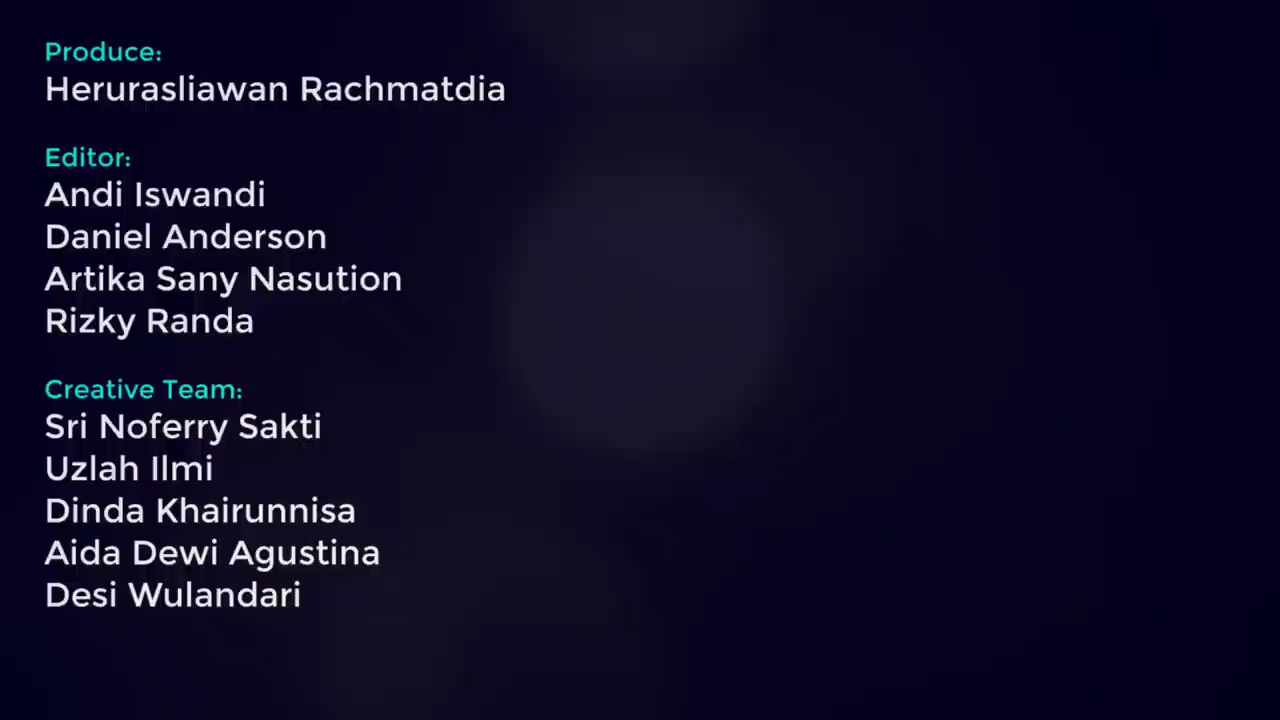 Produce:
Herurasliawan Rachmatdia
Editor:
Andi Iswandi
Daniel Anderson
Artika Sany Nasution
Rizky Randa
Creative Team:
Sri Noferry Sakti
Uzlah Ilmi
Dinda Khairunnisa
Aida Dewi Agustina
Desi Wulandari